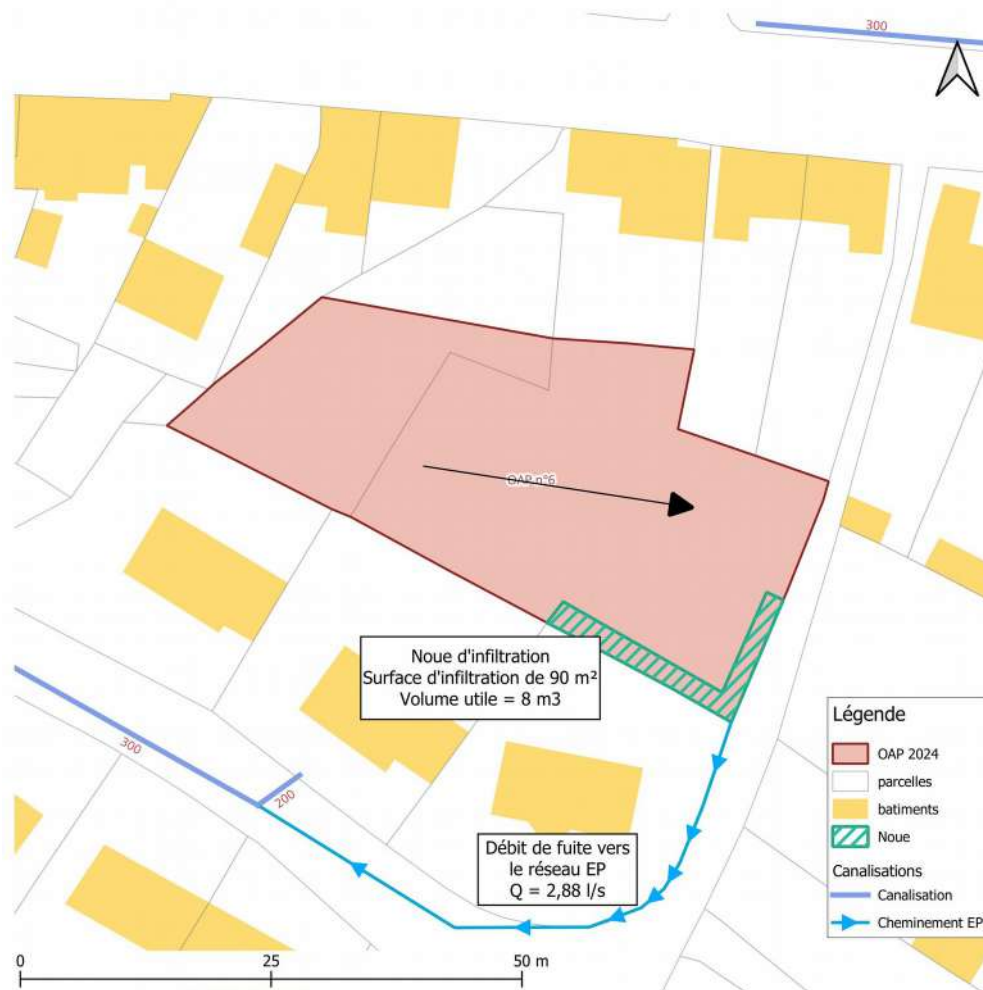 300
OAP n°6
Noue d'infiltration
Surface d'infiltration de 90 m²
Volume utile = 8 m3
300
200
Débit de fuite vers
le réseau EP
Q = 2,88 l/s
Légende
OAP 2024
parcelles
batiments
Noue
Canalisations
Canalisation
Cheminement EP
0 25 50 m